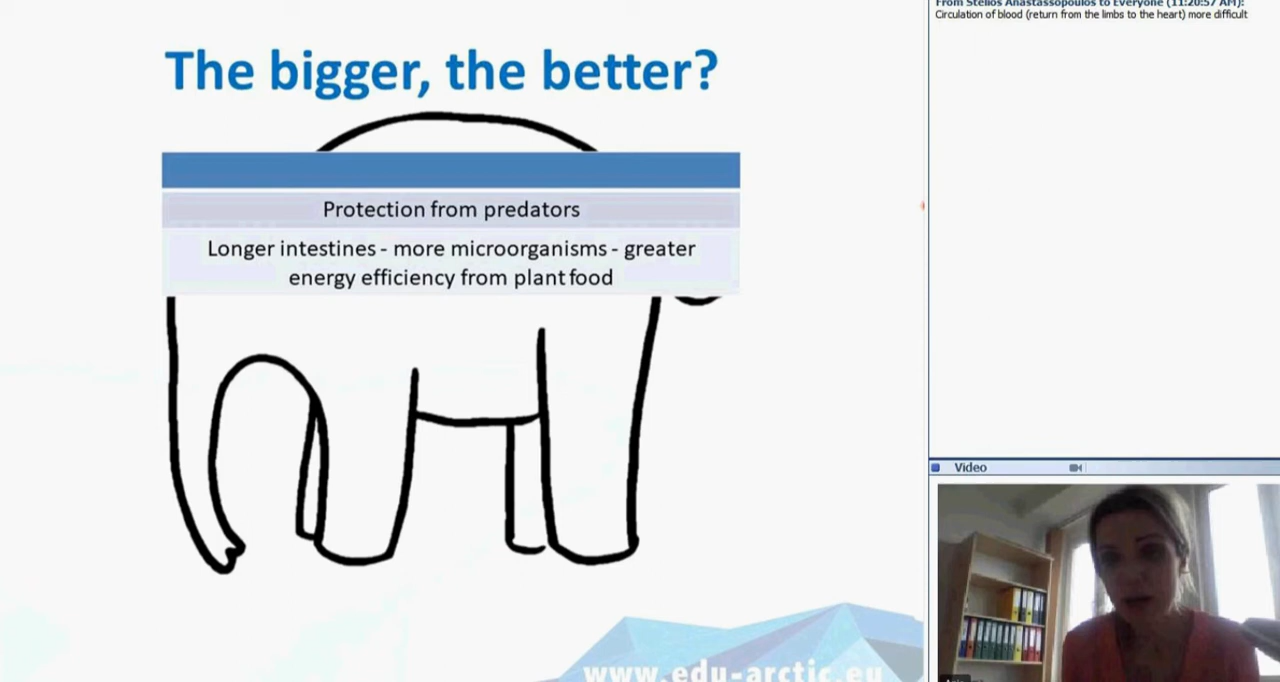 The bigger, the better?
Protection from predators
Longer intestines - more microorganisms - greater
energy efficiency from plant food
www.edu-arctic.eu
From Stelios Anastassopoulos to Everyone (11:20:57 AM):
Circulation of blood (return from the limbs to the heart) more difficult
Video